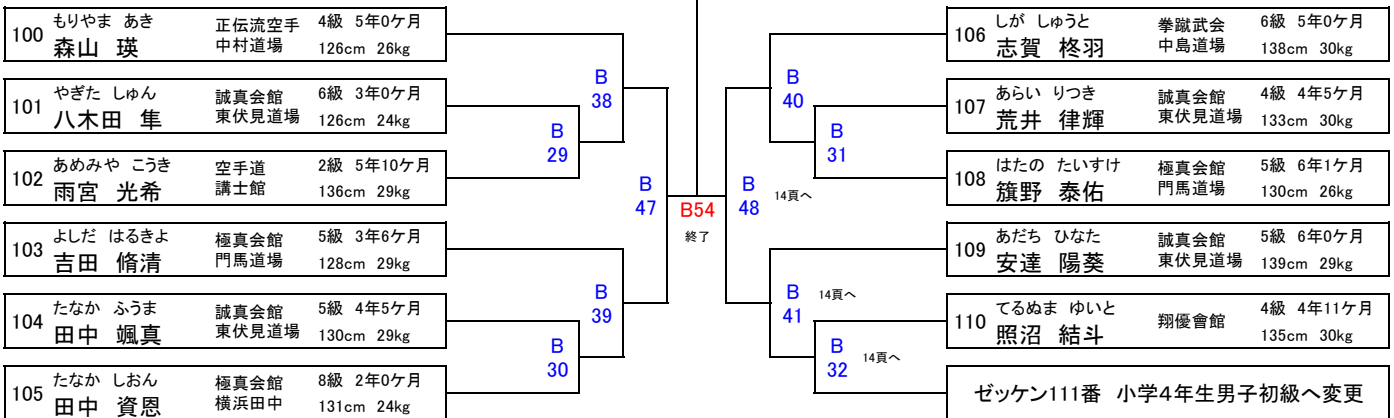 100 もりやま あき 正伝流空手 4級 5年0ケ月
森山 瑛 中村道場 126cm 26kg
101 やぎた しゅん 誠真会館 6級 3年0ケ月
八木田 隼 東伏見道場 126cm 24kg
102 あめみや こうき 空手道 2級 5年10ケ月
雨宮 光希 講士館 136cm 29kg
103 よしだ はるきよ 極真会館 5級 3年6ケ月
吉田 脩清 門馬道場 128cm 29kg
104 たなか ふうま 誠真会館 5級 4年5ケ月
田中 颯真 東伏見道場 130cm 29kg
105 たなか しおん 極真会館 8級 2年0ケ月
田中 資恩 横浜田中 131cm 24kg
B
38
B
29
B
47
B
39
B
30
B54
終了
B
40
B
31
B
48 14頁へ
B 14頁へ
41
B 14頁へ
32
106 しが しゅうと 拳蹴武会 6級 5年0ケ月
志賀 柊羽 中島道場 138cm 30kg
107 あらい りつき 誠真会館 4級 4年5ケ月
荒井 律輝 東伏見道場 133cm 30kg
108 はたの たいすけ 極真会館 5級 6年1ケ月
籏野 泰佑 門馬道場 130cm 26kg
109 あだち ひなた 誠真会館 5級 6年0ケ月
安達 陽葵 東伏見道場 139cm 29kg
110 てるぬま ゆいと 翔優會館 4級 4年11ケ月
照沼 結斗 135cm 30kg
ゼッケン111番 小学4年生男子初級へ変更